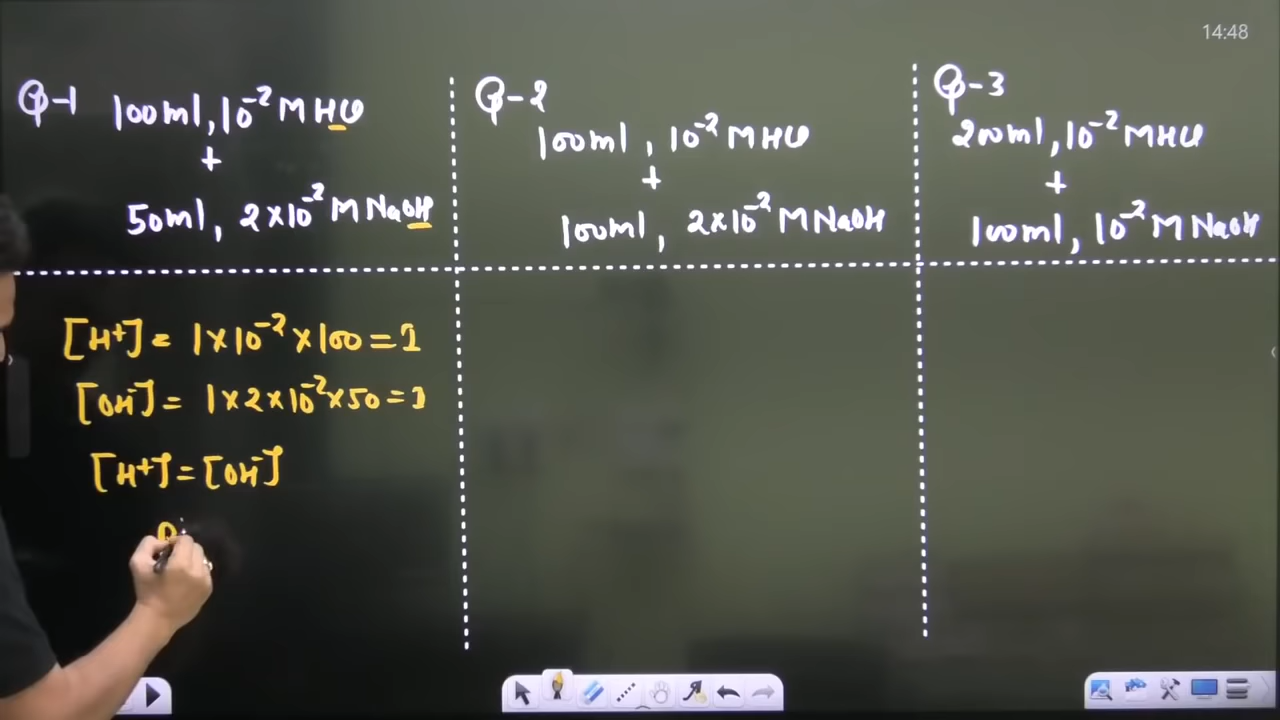 14:48
Q-1 100ml, 10⁻² M HCl
+
50ml, 2×10⁻² M NaOH
Q-2
100ml, 10⁻² M HCl
+
100ml, 2×10⁻² M NaOH
Q-3
200ml, 10⁻² M HCl
+
100ml, 10⁻² M NaOH
[H⁺] = 1×10⁻²×100 = 1
[OH⁻] = 1×2×10⁻²×50 = 1
[H⁺] = [OH⁻]